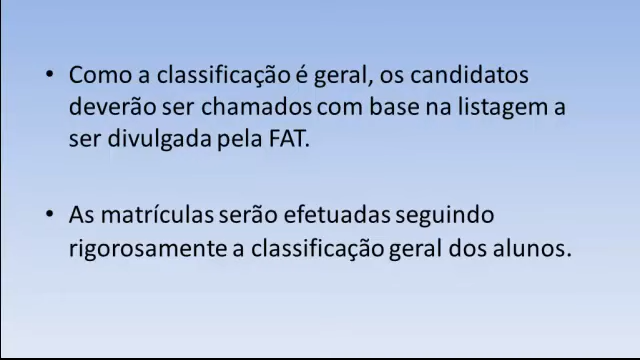 • Como a classificação é geral, os candidatos
deverão ser chamados com base na listagem a
ser divulgada pela FAT.
• As matrículas serão efetuadas seguindo
rigorosamente a classificação geral dos alunos.